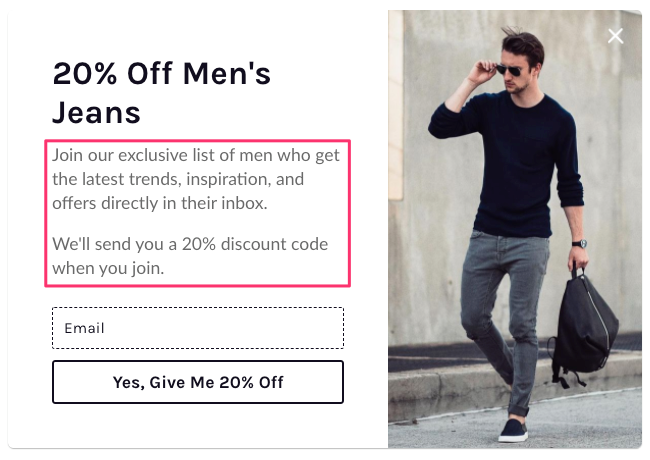 20% Off Men's
Jeans
Join our exclusive list of men who get
the latest trends, inspiration, and
offers directly in their inbox.
We'll send you a 20% discount code
when you join.
Email
Yes, Give Me 20% Off